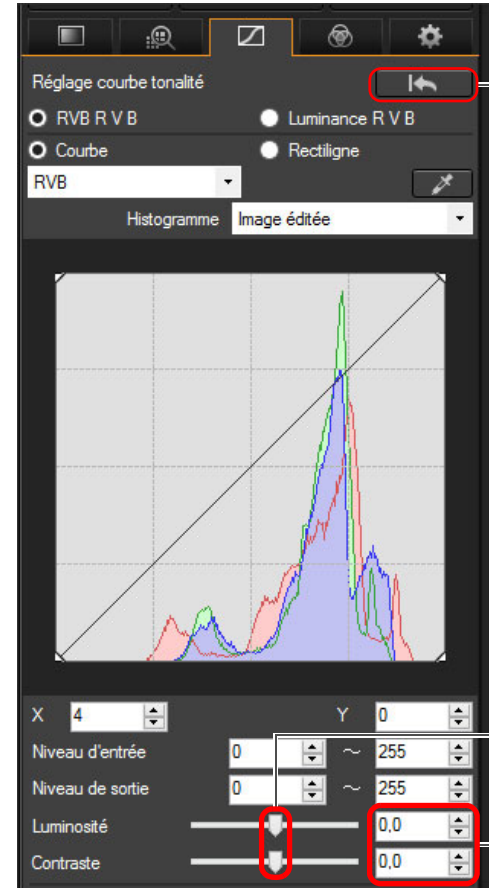 Réglage courbe tonalité
RVB R V B Luminance R V B
Courbe Rectiligne
RVB
Histogramme Image éditée
X 4 Y 0
Niveau d'entrée 0 ~ 255
Niveau de sortie 0 ~ 255
Luminosité 0,0
Contraste 0,0